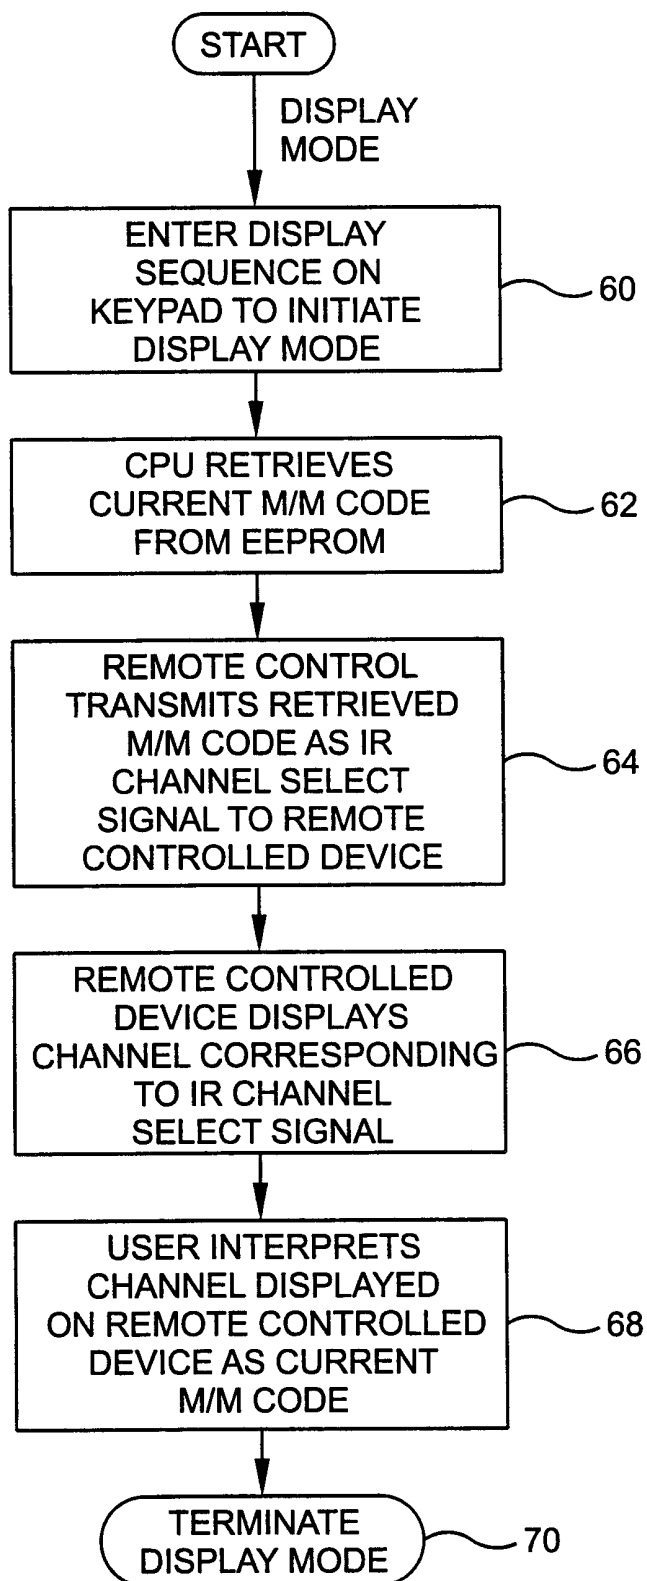 START
DISPLAY
MODE
ENTER DISPLAY
SEQUENCE ON
KEYPAD TO INITIATE
DISPLAY MODE
60
CPU RETRIEVES
CURRENT M/M CODE
FROM EEPROM
62
REMOTE CONTROL
TRANSMITS RETRIEVED
M/M CODE AS IR
CHANNEL SELECT
SIGNAL TO REMOTE
CONTROLLED DEVICE
64
REMOTE CONTROLLED
DEVICE DISPLAYS
CHANNEL CORRESPONDING
TO IR CHANNEL
SELECT SIGNAL
66
USER INTERPRETS
CHANNEL DISPLAYED
ON REMOTE CONTROLLED
DEVICE AS CURRENT
M/M CODE
68
TERMINATE
DISPLAY MODE
70